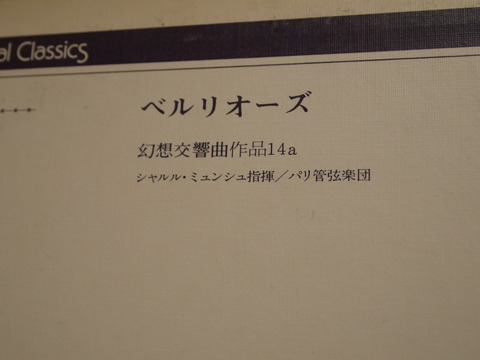 al Classics
ベルリオーズ
幻想交響曲作品14a
シャルル・ミュンシュ指揮／パリ管弦楽団